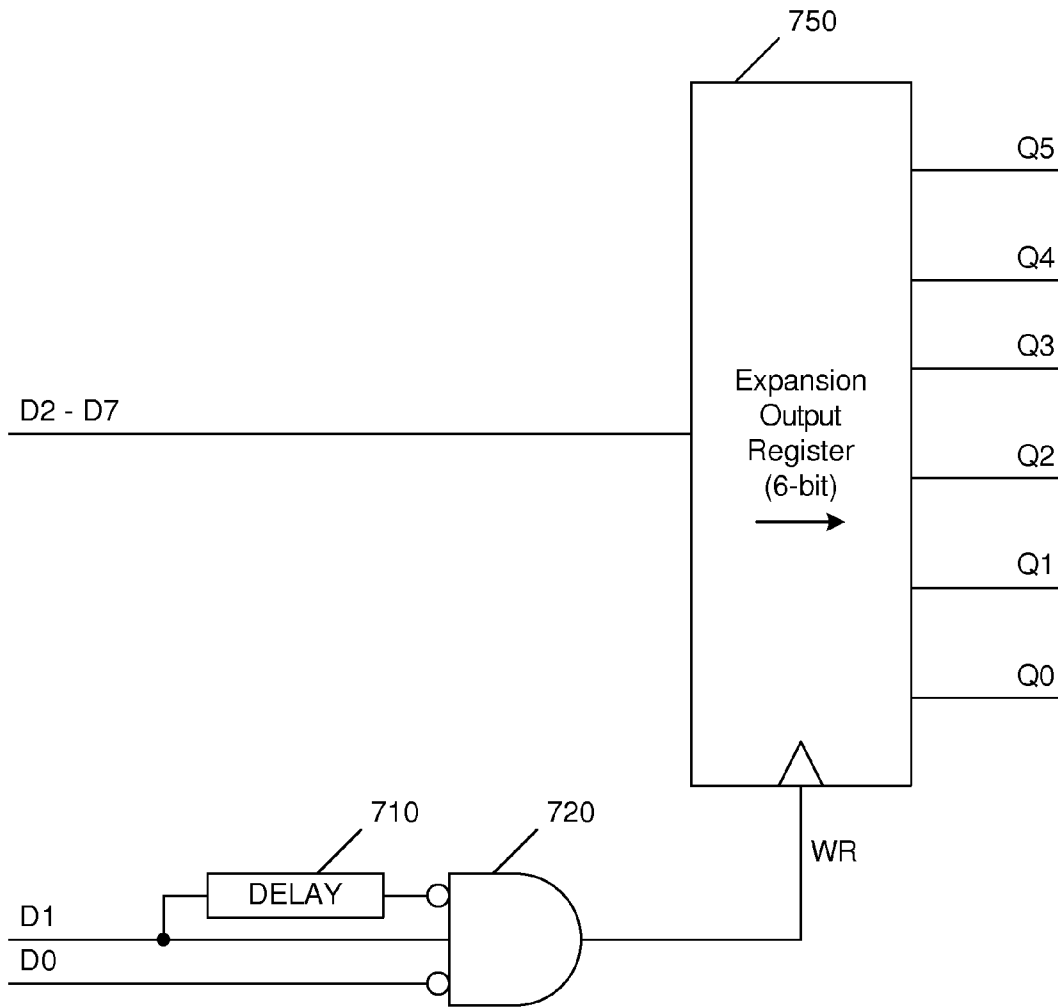 750
Q5
Q4
Q3
D2 - D7
Expansion
Output
Register
(6-bit)
Q2
Q1
Q0
710
720
WR
DELAY
D1
D0